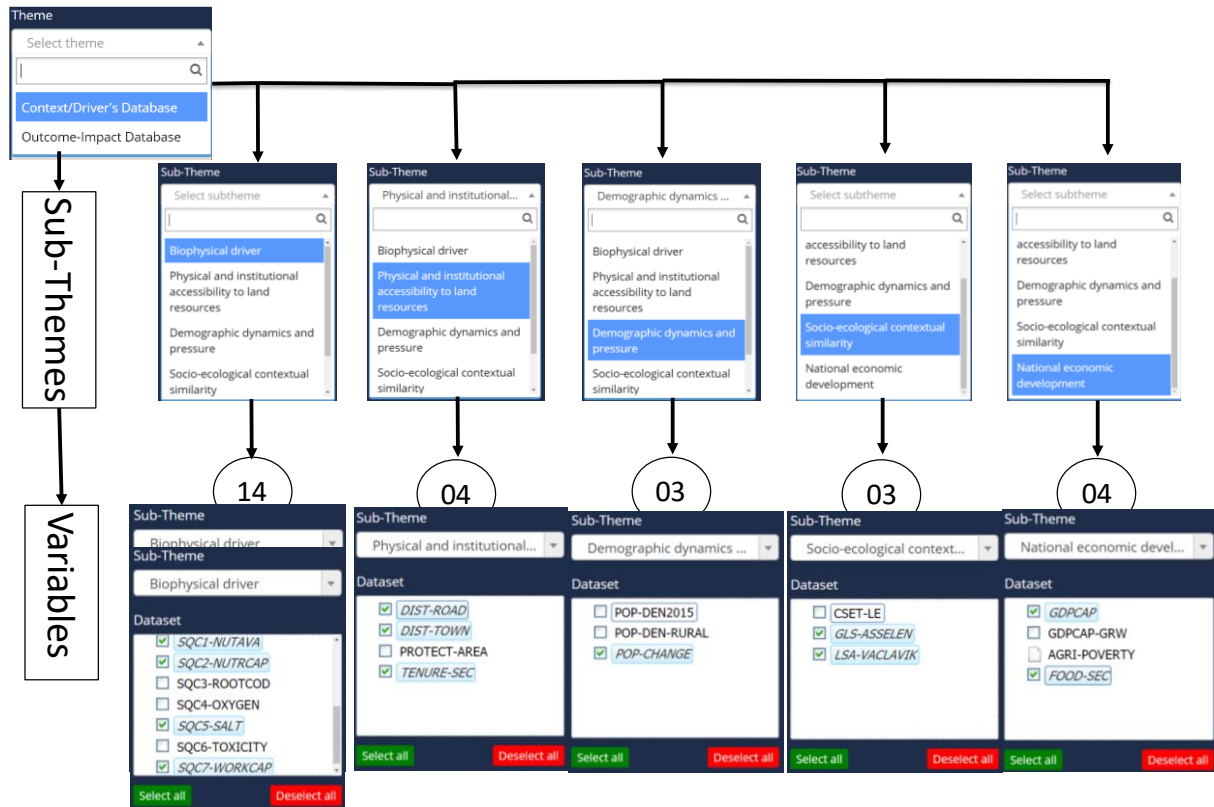 Theme
Select theme
Context/Driver's Database
Outcome-Impact Database
Sub-Themes
Sub-Theme
Select subtheme
Biophysical driver
Physical and institutional
accessibility to land
resources
Demographic dynamics and
pressure
Socio-ecological contextual
similarity
Sub-Theme
Physical and institutional...
Biophysical driver
Physical and institutional
accessibility to land
resources
Demographic dynamics and
pressure
Socio-ecological contextual
similarity
Sub-Theme
Demographic dynamics ...
Biophysical driver
Physical and institutional
accessibility to land
resources
Demographic dynamics and
pressure
Socio-ecological contextual
similarity
Sub-Theme
Select subtheme
accessibility to land
resources
Demographic dynamics and
pressure
Socio-ecological contextual
similarity
National economic
development
Sub-Theme
Select subtheme
accessibility to land
resources
Demographic dynamics and
pressure
Socio-ecological contextual
similarity
National economic
development
14
04
03
03
04
Variables
Sub-Theme
Biophysical driver
Sub-Theme
Biophysical driver
Dataset
SQC1-NUTAVA
SQC2-NUTRCAP
SQC3-ROOTCOD
SQC4-OXYGEN
SQC5-SALT
SQC6-TOXICITY
SQC7-WORKCAP
Select all
Deselect all
Sub-Theme
Physical and institutional...
Dataset
DIST-ROAD
DIST-TOWN
PROTECT-AREA
TENURE-SEC
Select all
Deselect all
Sub-Theme
Demographic dynamics ...
Dataset
POP-DEN2015
POP-DEN-RURAL
POP-CHANGE
Select all
Deselect all
Sub-Theme
Socio-ecological context...
Dataset
CSET-LE
GLS-ASSELEN
LSA-VACLAVIK
Select all
Deselect all
Sub-Theme
National economic devel...
Dataset
GDPCAP
GDPCAP-GRW
AGRI-POVERTY
FOOD-SEC
Select all
Deselect all